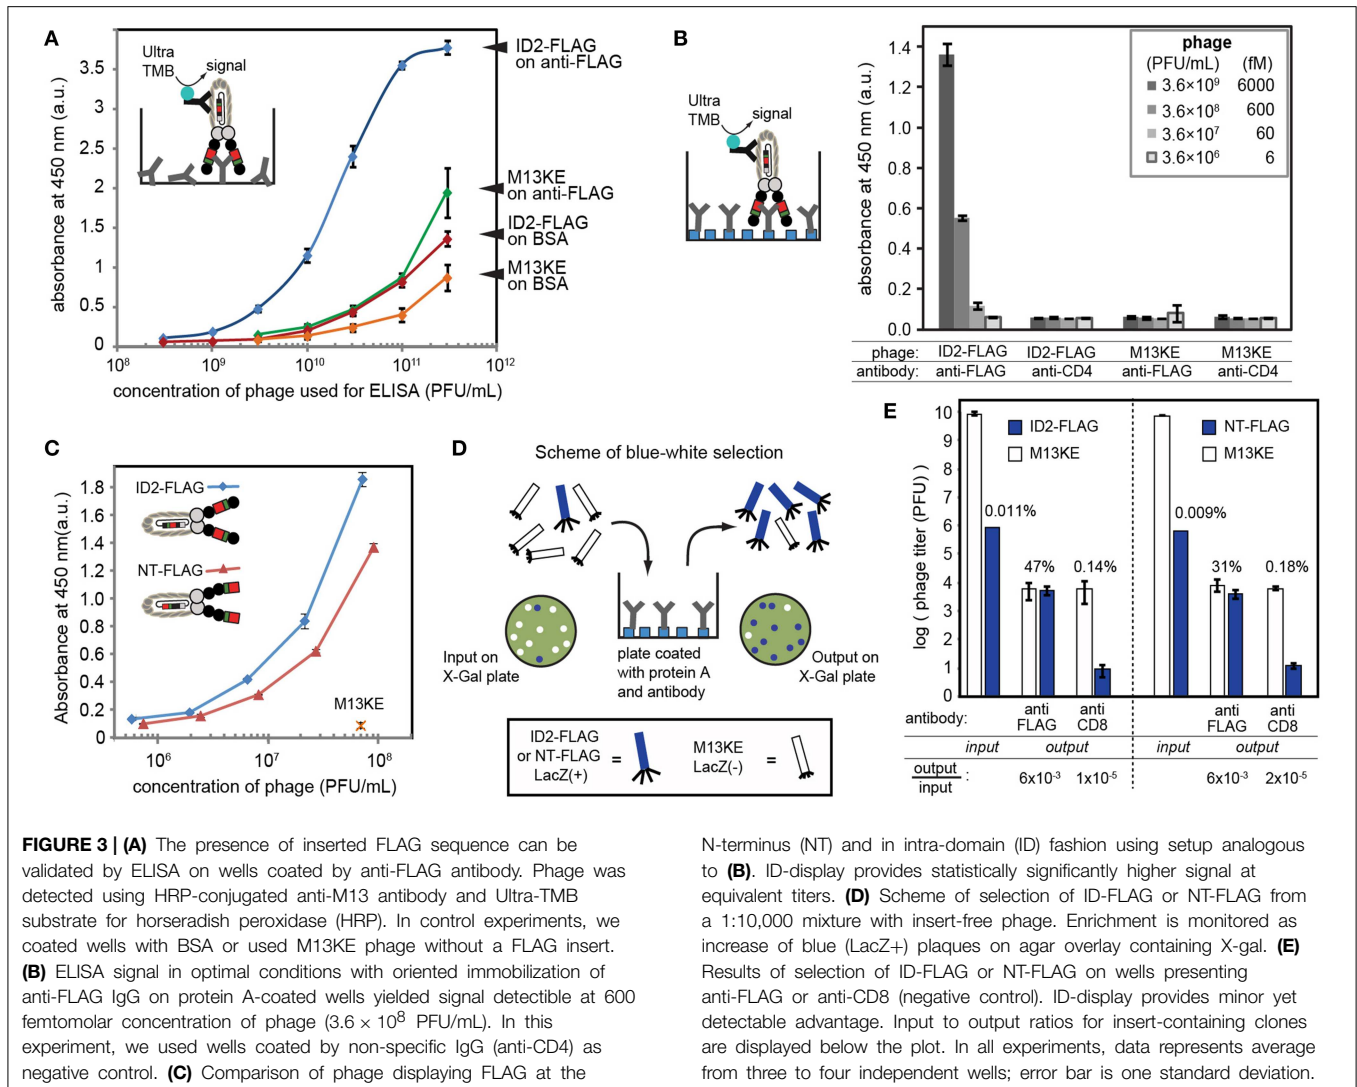 A
Ultra
TMB
signal
absorbance at 450 nm (a.u.)
3.5
3
2.5
2
1.5
1
0.5
0
10⁸
10⁹
10¹⁰
10¹¹
10¹²
concentration of phage used for ELISA (PFU/mL)
ID2-FLAG
on anti-FLAG
M13KE
on anti-FLAG
ID2-FLAG
on BSA
M13KE
on BSA
B
Ultra
TMB
signal
absorbance at 450 nm (a.u.)
1.4
1.2
1.0
0.8
0.6
0.4
0.2
0.0
phage
(PFU/mL) (fM)
3.6×10⁹ 6000
3.6×10⁸ 600
3.6×10⁷ 60
3.6×10⁶ 6
phage: ID2-FLAG ID2-FLAG M13KE M13KE
antibody: anti-FLAG anti-CD4 anti-FLAG anti-CD4
C
Absorbance at 450 nm(a.u.)
1.8
1.6
1.4
1.2
1.0
0.8
0.6
0.4
0.2
0
ID2-FLAG
NT-FLAG
M13KE
10⁶
10⁷
10⁸
concentration of phage (PFU/mL)
D
Scheme of blue-white selection
Input on
X-Gal plate
plate coated
with protein A
and antibody
Output on
X-Gal plate
ID2-FLAG
or NT-FLAG
LacZ(+)
=
M13KE
LacZ(-)
=
E
log ( phage titer (PFU)
10
9
8
7
6
5
4
3
2
1
0
ID2-FLAG
M13KE
0.011%
47%
0.14%
NT-FLAG
M13KE
0.009%
31%
0.18%
antibody: anti FLAG anti CD8 anti FLAG anti CD8
input output input output
output
input
: 6x10⁻³ 1x10⁻⁵ 6x10⁻³ 2x10⁻⁵
FIGURE 3 | (A) The presence of inserted FLAG sequence can be
validated by ELISA on wells coated by anti-FLAG antibody. Phage was
detected using HRP-conjugated anti-M13 antibody and Ultra-TMB
substrate for horseradish peroxidase (HRP). In control experiments, we
coated wells with BSA or used M13KE phage without a FLAG insert.
(B) ELISA signal in optimal conditions with oriented immobilization of
anti-FLAG IgG on protein A-coated wells yielded signal detectible at 600
femtomolar concentration of phage (3.6 × 10⁸ PFU/mL). In this
experiment, we used wells coated by non-specific IgG (anti-CD4) as
negative control. (C) Comparison of phage displaying FLAG at the
N-terminus (NT) and in intra-domain (ID) fashion using setup analogous
to (B). ID-display provides statistically significantly higher signal at
equivalent titers. (D) Scheme of selection of ID-FLAG or NT-FLAG from
a 1:10,000 mixture with insert-free phage. Enrichment is monitored as
increase of blue (LacZ+) plaques on agar overlay containing X-gal. (E)
Results of selection of ID-FLAG or NT-FLAG on wells presenting
anti-FLAG or anti-CD8 (negative control). ID-display provides minor yet
detectable advantage. Input to output ratios for insert-containing clones
are displayed below the plot. In all experiments, data represents average
from three to four independent wells; error bar is one standard deviation.